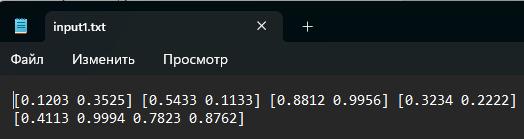 input1.txt
Файл Изменить Просмотр
[0.1203 0.3525] [0.5433 0.1133] [0.8812 0.9956] [0.3234 0.2222]
[0.4113 0.9994 0.7823 0.8762]